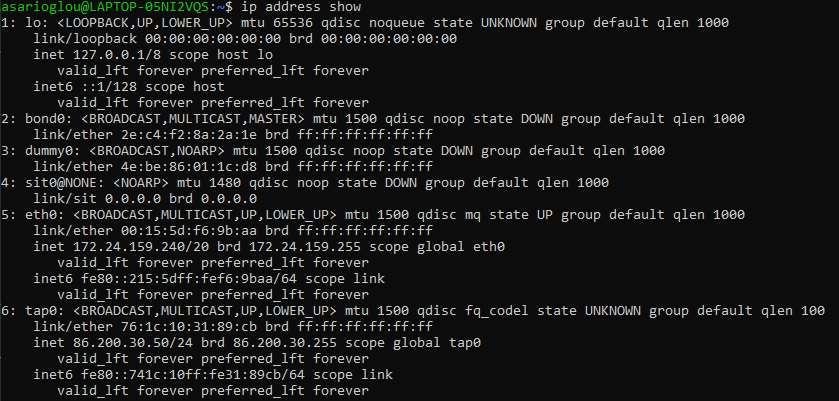 asarioglou@LAPTOP-05NI2VQS:~$ ip address show
1: lo: <LOOPBACK,UP,LOWER_UP> mtu 65536 qdisc noqueue state UNKNOWN group default qlen 1000
    link/loopback 00:00:00:00:00:00 brd 00:00:00:00:00:00
    inet 127.0.0.1/8 scope host lo
       valid_lft forever preferred_lft forever
    inet6 ::1/128 scope host
       valid_lft forever preferred_lft forever
2: bond0: <BROADCAST,MULTICAST,MASTER> mtu 1500 qdisc noop state DOWN group default qlen 1000
    link/ether 2e:c4:f2:8a:2a:1e brd ff:ff:ff:ff:ff:ff
3: dummy0: <BROADCAST,NOARP> mtu 1500 qdisc noop state DOWN group default qlen 1000
    link/ether 4e:be:86:01:1c:d8 brd ff:ff:ff:ff:ff:ff
4: sit0@NONE: <NOARP> mtu 1480 qdisc noop state DOWN group default qlen 1000
    link/sit 0.0.0.0 brd 0.0.0.0
5: eth0: <BROADCAST,MULTICAST,UP,LOWER_UP> mtu 1500 qdisc mq state UP group default qlen 1000
    link/ether 00:15:5d:f6:9b:aa brd ff:ff:ff:ff:ff:ff
    inet 172.24.159.240/20 brd 172.24.159.255 scope global eth0
       valid_lft forever preferred_lft forever
    inet6 fe80::215:5dff:fef6:9baa/64 scope link
       valid_lft forever preferred_lft forever
6: tap0: <BROADCAST,MULTICAST,UP,LOWER_UP> mtu 1500 qdisc fq_codel state UNKNOWN group default qlen 100
    link/ether 76:1c:10:31:89:cb brd ff:ff:ff:ff:ff:ff
    inet 86.200.30.50/24 brd 86.200.30.255 scope global tap0
       valid_lft forever preferred_lft forever
    inet6 fe80::741c:10ff:fe31:89cb/64 scope link
       valid_lft forever preferred_lft forever